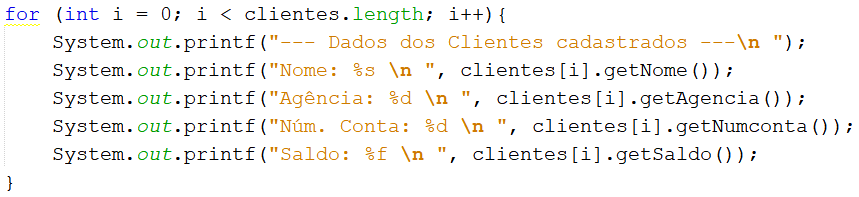 for (int i = 0; i < clientes.length; i++){
    System.out.printf("--- Dados dos Clientes cadastrados ---\n ");
    System.out.printf("Nome: %s \n ", clientes[i].getNome());
    System.out.printf("Agência: %d \n ", clientes[i].getAgencia());
    System.out.printf("Núm. Conta: %d \n ", clientes[i].getNumconta());
    System.out.printf("Saldo: %f \n ", clientes[i].getSaldo());
}